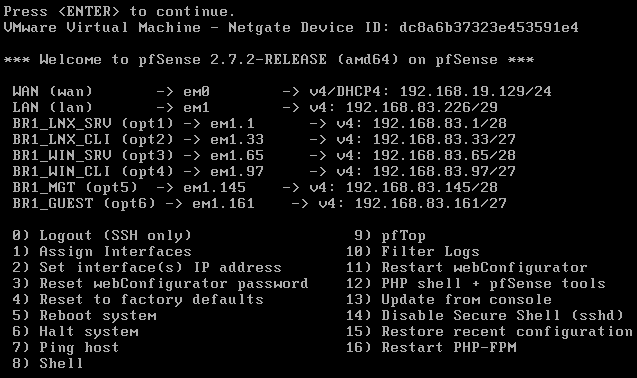 Press <ENTER> to continue.
VMware Virtual Machine - Netgate Device ID: dc8a6b37323e453591e4
*** Welcome to pfSense 2.7.2-RELEASE (amd64) on pfSense ***
WAN (wan)       -> em0        -> v4/DHCP4: 192.168.19.129/24
LAN (lan)       -> em1        -> v4: 192.168.83.226/29
BR1_LNX_SRV (opt1) -> em1.1      -> v4: 192.168.83.1/28
BR1_LNX_CLI (opt2) -> em1.33     -> v4: 192.168.83.33/27
BR1_WIN_SRV (opt3) -> em1.65     -> v4: 192.168.83.65/28
BR1_WIN_CLI (opt4) -> em1.97     -> v4: 192.168.83.97/27
BR1_MGT (opt5)  -> em1.145    -> v4: 192.168.83.145/28
BR1_GUEST (opt6) -> em1.161    -> v4: 192.168.83.161/27
0) Logout (SSH only)                  9) pfTop
1) Assign Interfaces                 10) Filter Logs
2) Set interface(s) IP address       11) Restart webConfigurator
3) Reset webConfigurator password    12) PHP shell + pfSense tools
4) Reset to factory defaults         13) Update from console
5) Reboot system                     14) Disable Secure Shell (sshd)
6) Halt system                       15) Restore recent configuration
7) Ping host                         16) Restart PHP-FPM
8) Shell